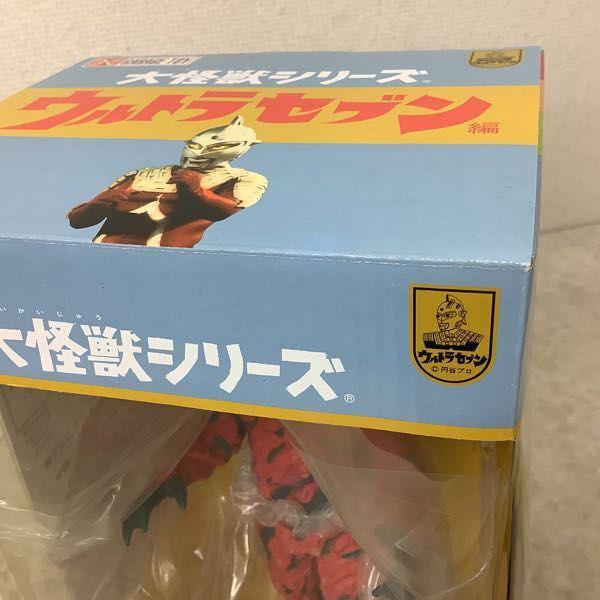 大怪獣シリーズ®
ウルトラセブン編
いかいじゅう
大怪獣シリーズ®
ウルトラセブン
©円谷プロ